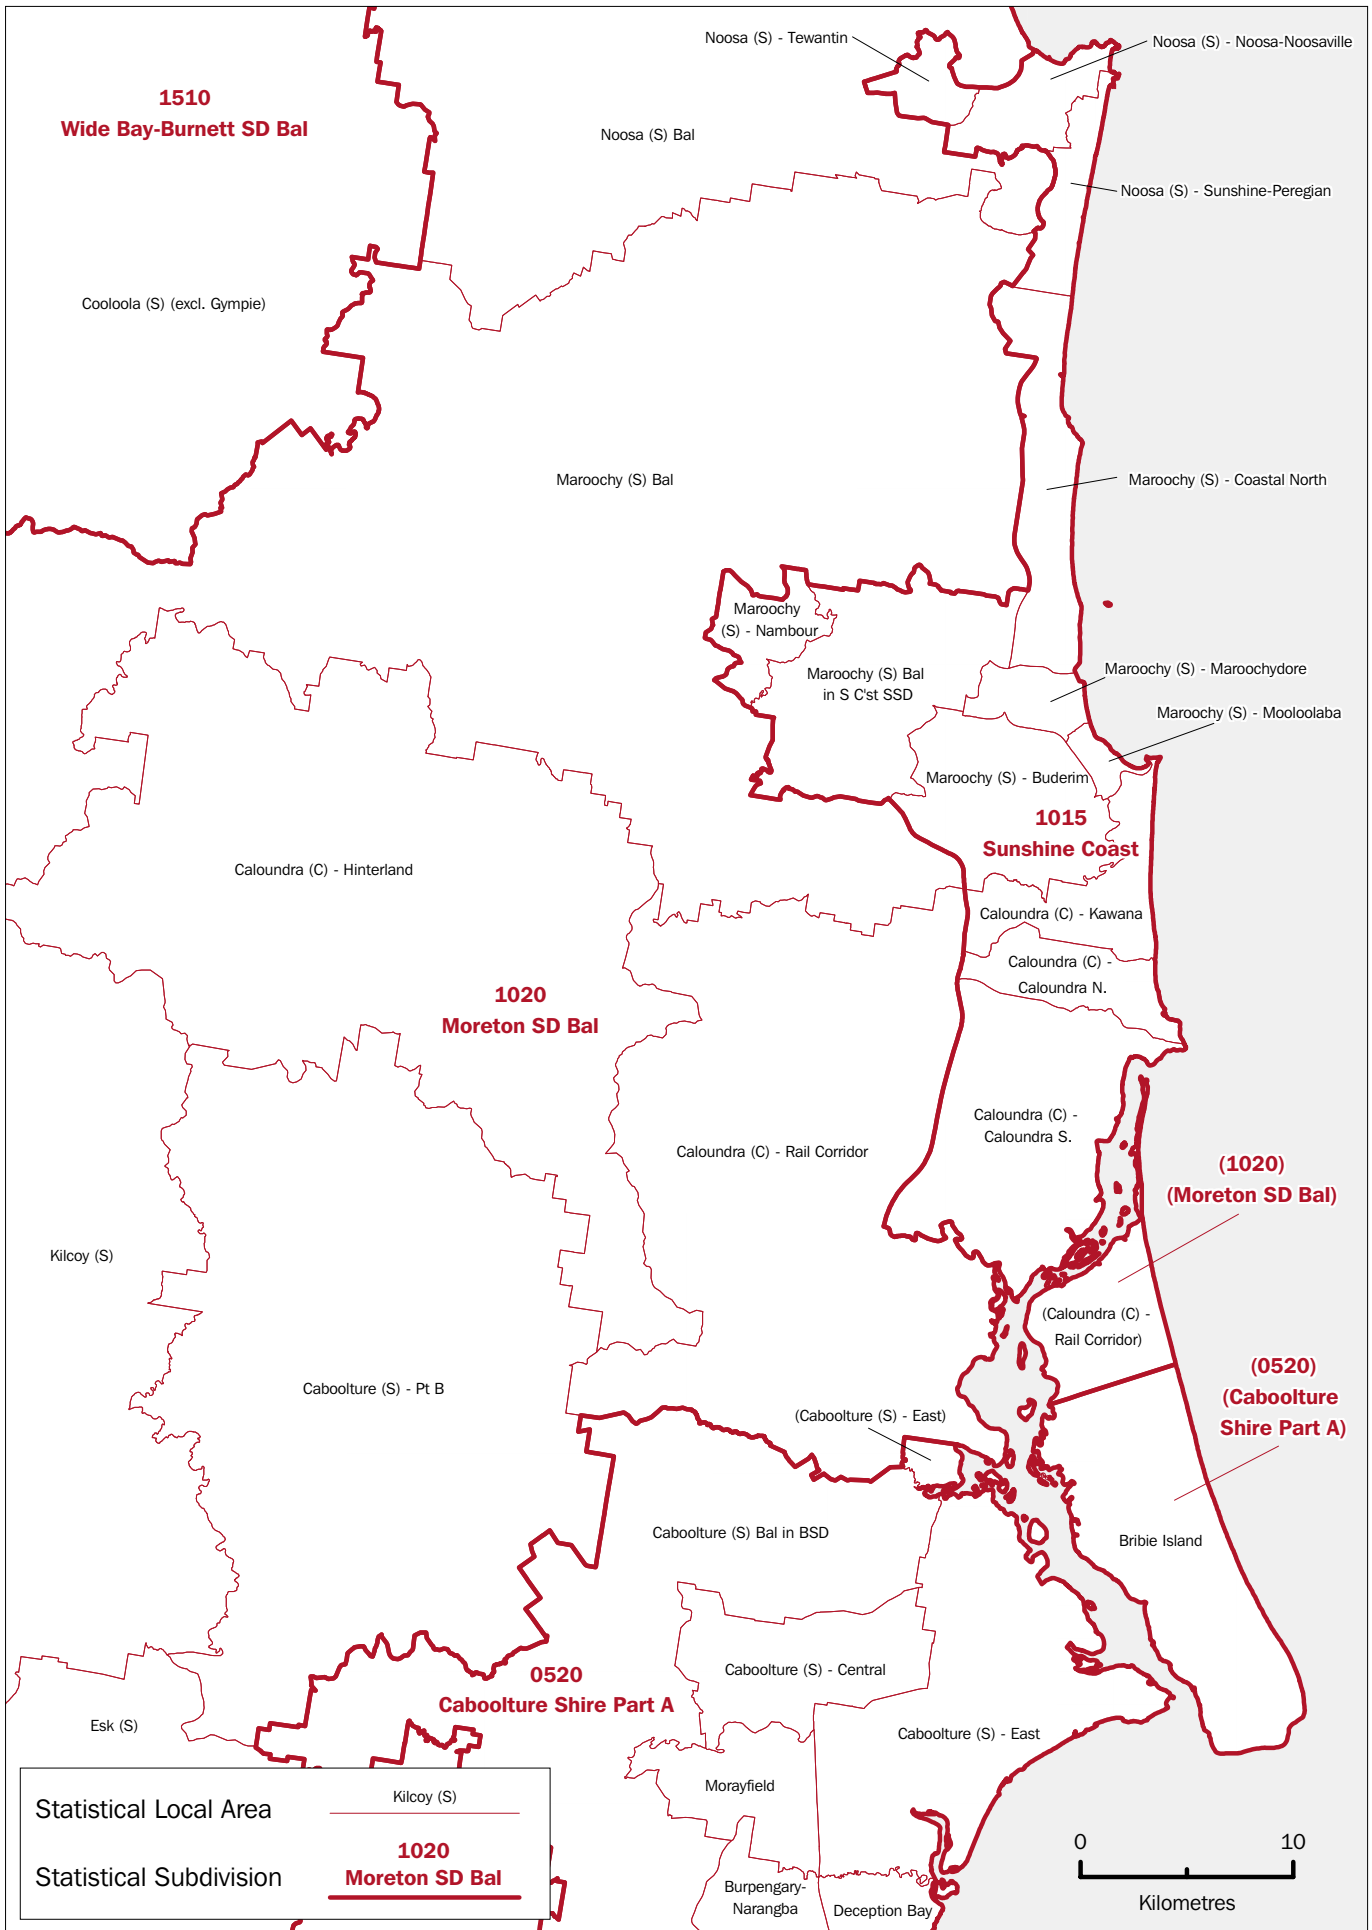 Noosa (S) - Tewantin
Noosa (S) - Noosa-Noosaville
1510
Wide Bay-Burnett SD Bal
Noosa (S) Bal
Noosa (S) - Sunshine-Peregian
Cooloola (S) (excl. Gympie)
Maroochy (S) Bal
Maroochy (S) - Coastal North
Maroochy
(S) - Nambour
Maroochy (S) Bal
in S C'st SSD
Maroochy (S) - Maroochydore
Maroochy (S) - Mooloolaba
Maroochy (S) - Buderim
1015
Sunshine Coast
Caloundra (C) - Hinterland
Caloundra (C) - Kawana
Caloundra (C) -
Caloundra N.
1020
Moreton SD Bal
Caloundra (C) -
Caloundra S.
Caloundra (C) - Rail Corridor
(1020)
(Moreton SD Bal)
Kilcoy (S)
(Caloundra (C) -
Rail Corridor)
(0520)
(Caboolture
Shire Part A)
Caboolture (S) - Pt B
(Caboolture (S) - East)
Caboolture (S) Bal in BSD
Bribie Island
Caboolture (S) - Central
0520
Caboolture Shire Part A
Esk (S)
Caboolture (S) - East
Morayfield
Statistical Local Area
Kilcoy (S)
Statistical Subdivision
1020
Moreton SD Bal
Burpengary-
Narangba
Deception Bay
0 10
Kilometres